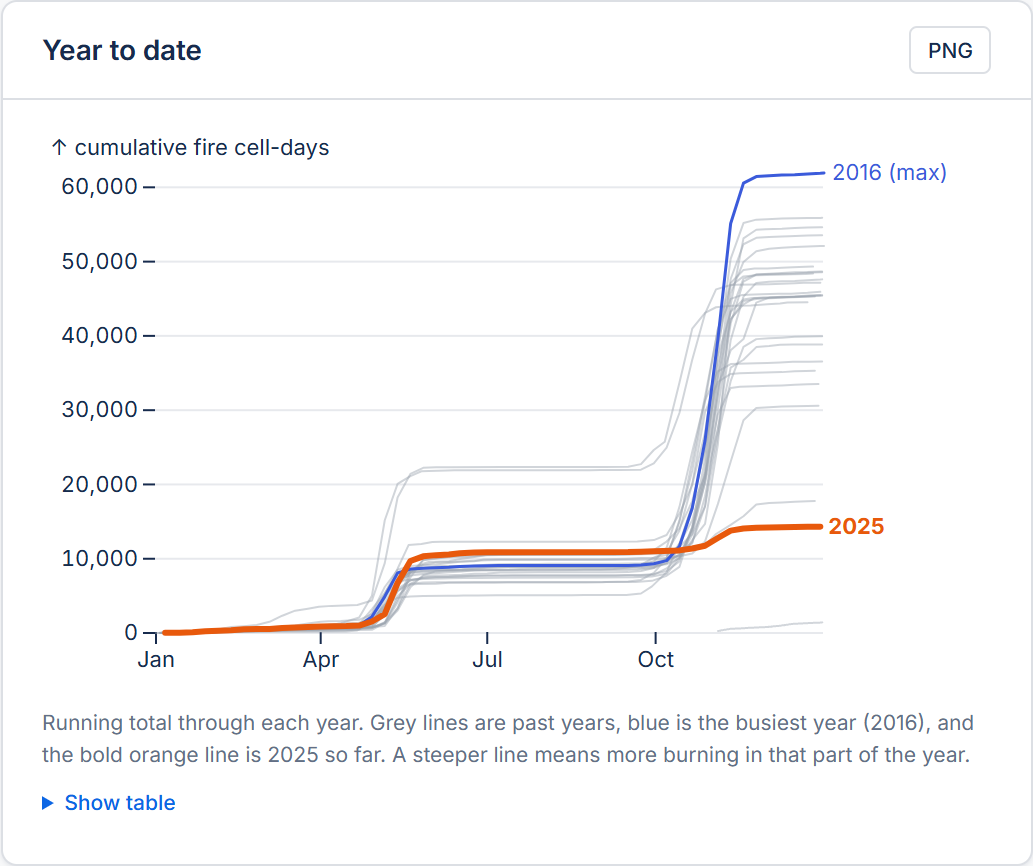 Year to date
PNG
↑ cumulative fire cell-days
60,000
50,000
40,000
30,000
20,000
10,000
0
2016 (max)
2025
Jan
Apr
Jul
Oct
Running total through each year. Grey lines are past years, blue is the busiest year (2016), and
the bold orange line is 2025 so far. A steeper line means more burning in that part of the year.
Show table